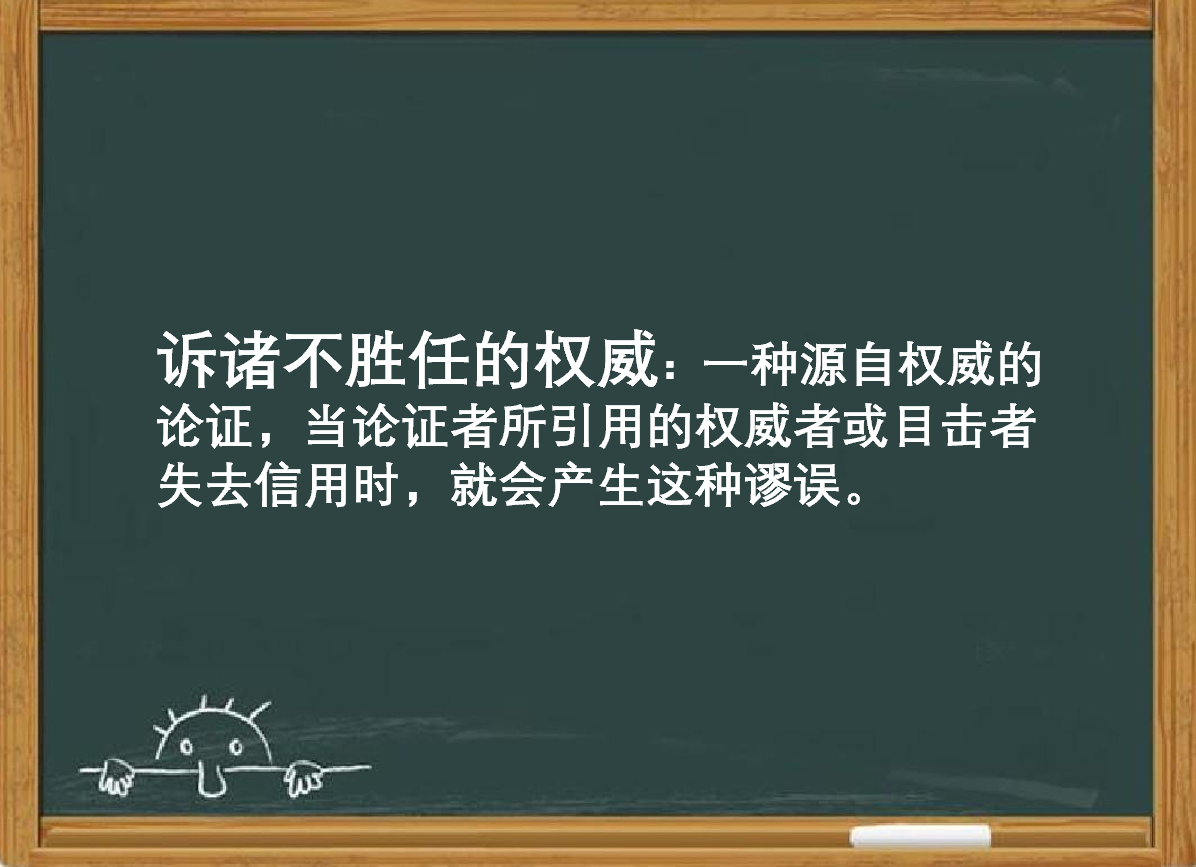 诉诸不胜任的权威：一种源自权威的
论证，当论证者所引用的权威者或目击者
失去信用时，就会产生这种谬误。